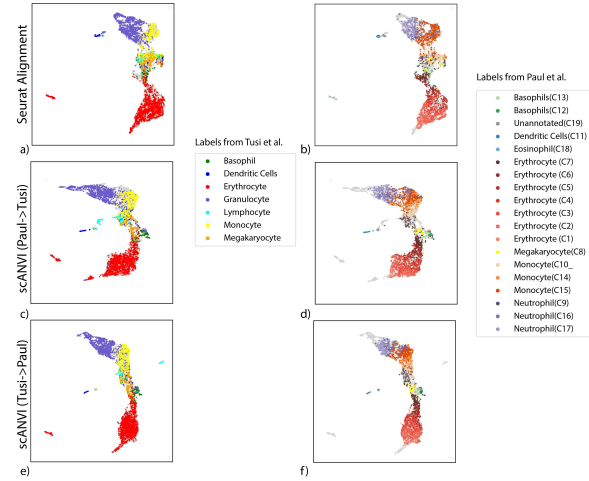 Seurat Alignment
a)
b)
Labels from Tusi et al.
Basophil
Dendritic Cells
Erythrocyte
Granulocyte
Lymphocyte
Monocyte
Megakaryocyte
Labels from Paul et al.
Basophils(C13)
Basophils(C12)
Unannotated(C19)
Dendritic Cells(C11)
Eosinophil(C18)
Erythrocyte (C7)
Erythrocyte (C6)
Erythrocyte (C5)
Erythrocyte (C4)
Erythrocyte (C3)
Erythrocyte (C2)
Erythrocyte (C1)
Megakaryocyte(C8)
Monocyte(C10_
Monocyte(C14)
Monocyte(C15)
Neutrophil(C9)
Neutrophil(C16)
Neutrophil(C17)
scANVI (Paul->Tusi)
c)
d)
scANVI (Tusi->Paul)
e)
f)